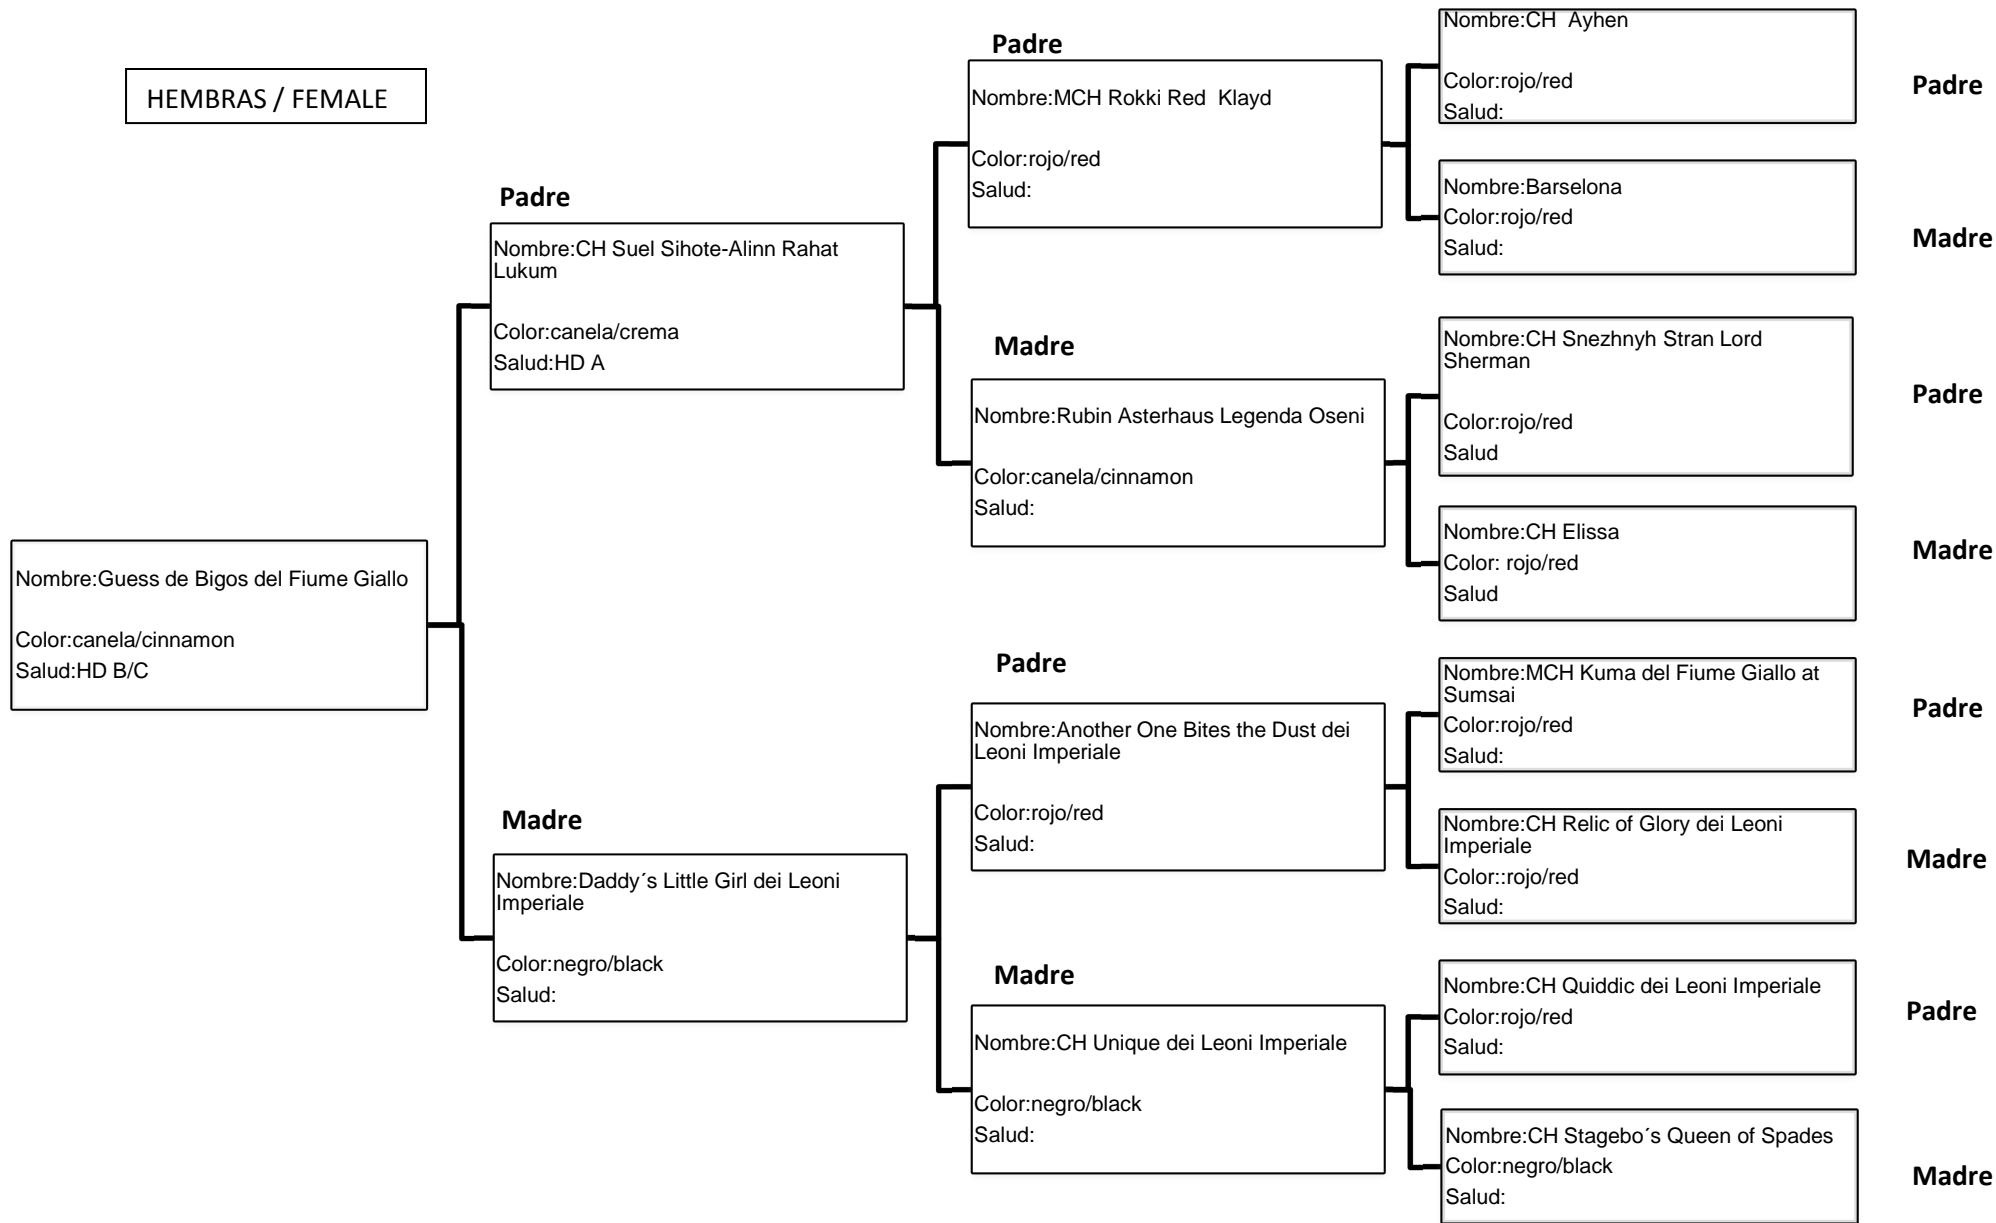 HEMBRAS / FEMALE
Nombre:Guess de Bigos del Fiume Giallo
Color:canela/cinnamon
Salud:HD B/C
Padre
Nombre:CH Suel Sihote-Alinn Rahat
Lukum
Color:canela/crema
Salud:HD A
Madre
Nombre:Daddy´s Little Girl dei Leoni
Imperiale
Color:negro/black
Salud:
Padre
Nombre:MCH Rokki Red  Klayd
Color:rojo/red
Salud:
Madre
Nombre:Rubin Asterhaus Legenda Oseni
Color:canela/cinnamon
Salud:
Padre
Nombre:Another One Bites the Dust dei
Leoni Imperiale
Color:rojo/red
Salud:
Madre
Nombre:CH Unique dei Leoni Imperiale
Color:negro/black
Salud:
Nombre:CH  Ayhen
Color:rojo/red
Salud:
Padre
Nombre:Barselona
Color:rojo/red
Salud:
Madre
Nombre:CH Snezhnyh Stran Lord
Sherman
Color:rojo/red
Salud
Padre
Nombre:CH Elissa
Color: rojo/red
Salud
Madre
Nombre:MCH Kuma del Fiume Giallo at
Sumsai
Color:rojo/red
Salud:
Padre
Nombre:CH Relic of Glory dei Leoni
Imperiale
Color::rojo/red
Salud:
Madre
Nombre:CH Quiddic dei Leoni Imperiale
Color:rojo/red
Salud:
Padre
Nombre:CH Stagebo´s Queen of Spades
Color:negro/black
Salud:
Madre